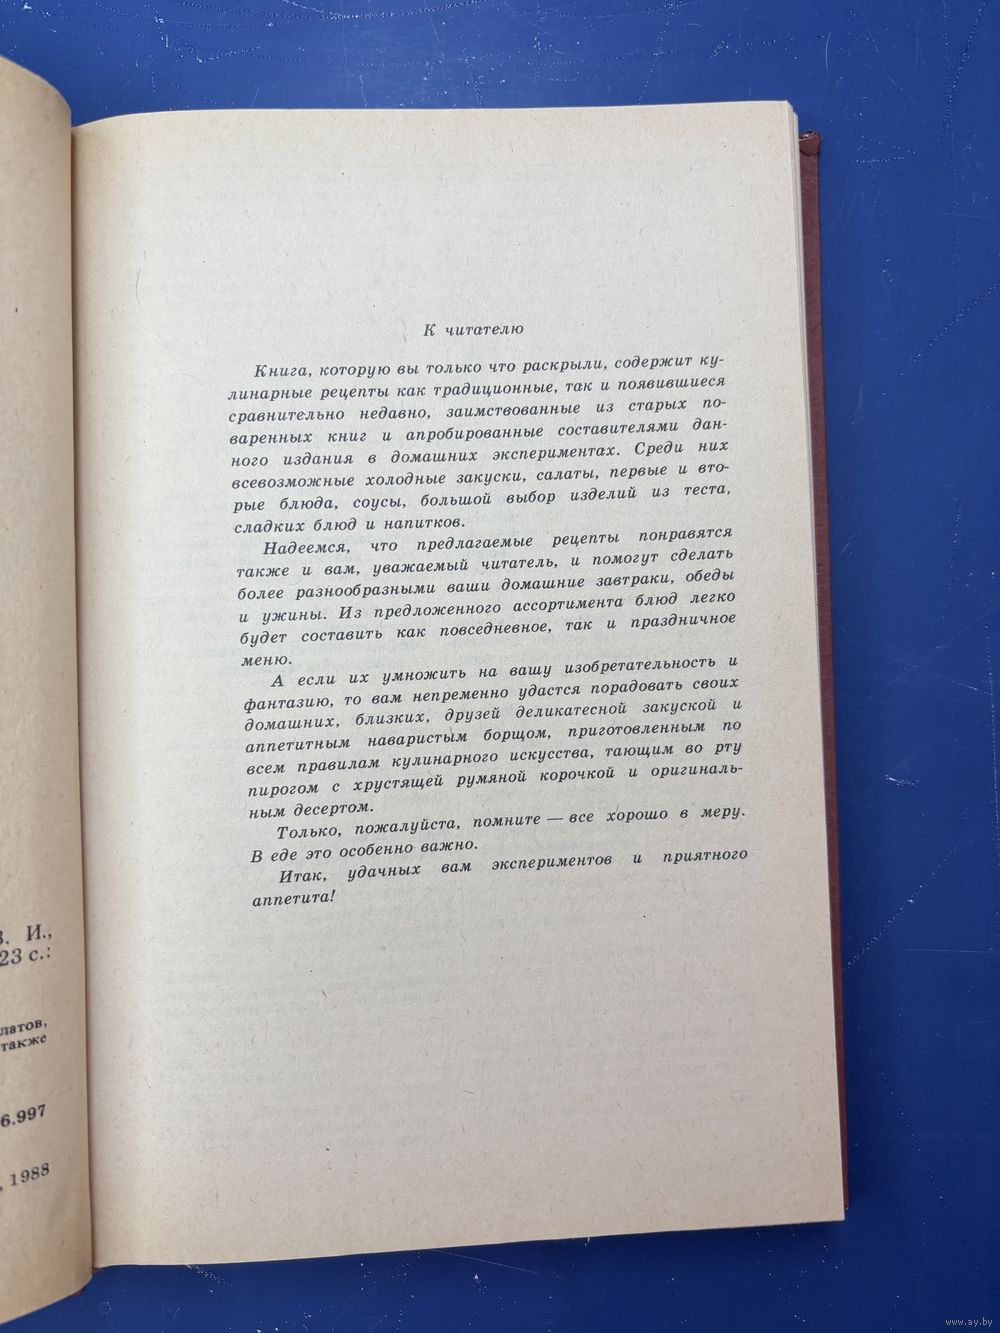 К читателю
Книга, которую вы только что раскрыли, содержит ку-
линарные рецепты как традиционные, так и появившиеся
сравнительно недавно, заимствованные из старых по-
варенных книг и апробированные составителями дан-
ного издания в домашних экспериментах. Среди них
всевозможные холодные закуски, салаты, первые и вто-
рые блюда, соусы, большой выбор изделий из теста,
сладких блюд и напитков.
Надеемся, что предлагаемые рецепты понравятся
также и вам, уважаемый читатель, и помогут сделать
более разнообразными ваши домашние завтраки, обеды
и ужины. Из предложенного ассортимента блюд легко
будет составить как повседневное, так и праздничное
меню.
А если их умножить на вашу изобретательность и
фантазию, то вам непременно удастся порадовать своих
домашних, близких, друзей деликатесной закуской и
аппетитным наваристым борщом, приготовленным по
всем правилам кулинарного искусства, тающим во рту
пирогом с хрустящей румяной корочкой и оригиналь-
ным десертом.
Только, пожалуйста, помните — все хорошо в меру.
В еде это особенно важно.
Итак, удачных вам экспериментов и приятного
аппетита!
И.,
23 с.:
латов,
также
6.997
, 1988
www.ay.by